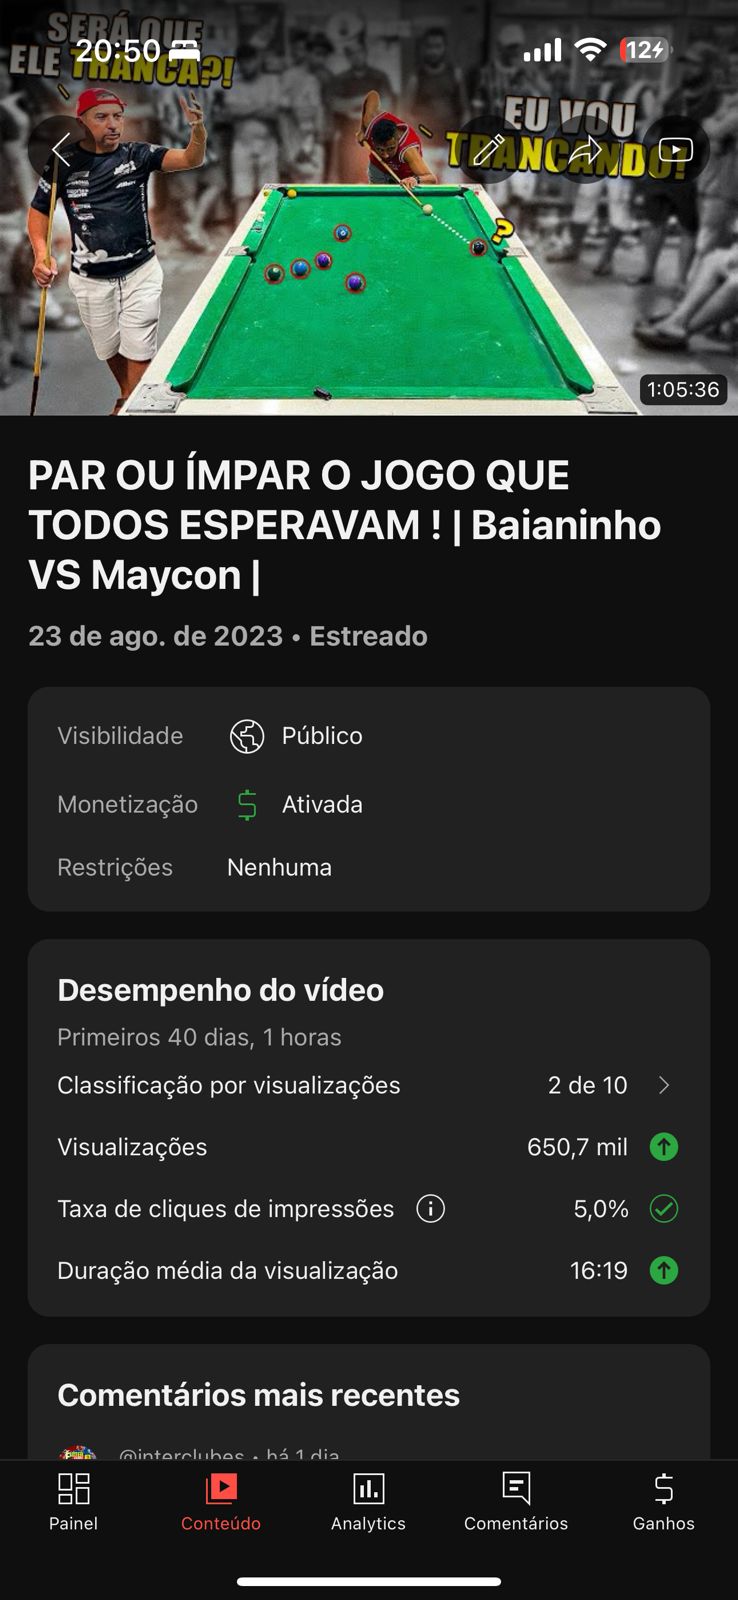 SERÁ QUE
ELE TRANCA?!
20:50
12
EU VOU
TRANCANDO!
?
1:05:36
PAR OU ÍMPAR O JOGO QUE
TODOS ESPERAVAM ! | Baianinho
VS Maycon |
23 de ago. de 2023 • Estreado
Visibilidade Público
Monetização Ativada
Restrições Nenhuma
Desempenho do vídeo
Primeiros 40 dias, 1 horas
Classificação por visualizações 2 de 10
Visualizações 650,7 mil
Taxa de cliques de impressões 5,0%
Duração média da visualização 16:19
Comentários mais recentes
@interclubes • há 1 dia
Painel Conteúdo Analytics Comentários Ganhos